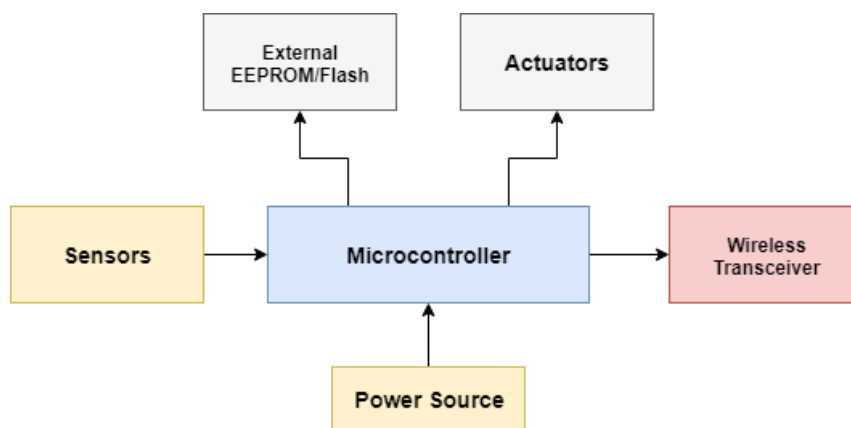 External
EEPROM/Flash
Actuators
Sensors
Microcontroller
Wireless
Transceiver
Power Source